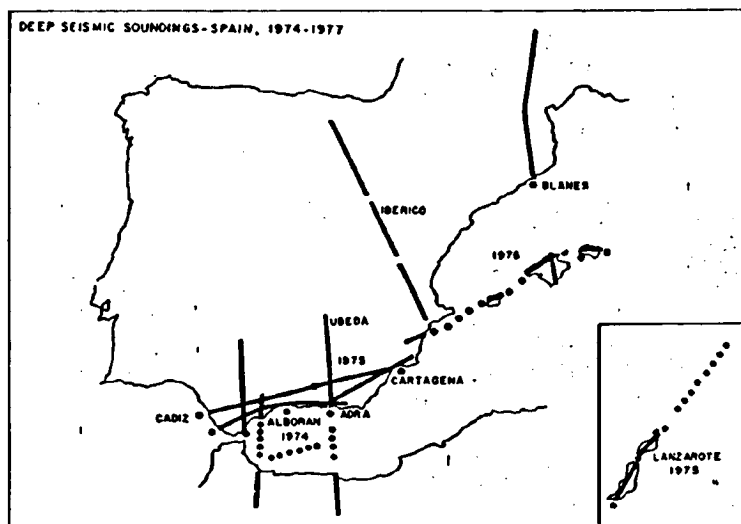 DEEP SEISMIC SOUNDINGS-SPAIN, 1974-1977
BLANES
IBERICO
1976
UBEDA
1975
CARTAGENA
CADIZ
ALBORAN
1974
ADRA
LANZAROTE
1975